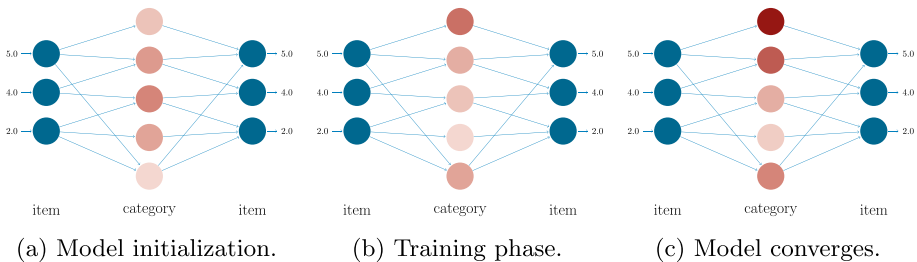 5.0 5.0 5.0 5.0 5.0 5.0
4.0 4.0 4.0 4.0 4.0 4.0
2.0 2.0 2.0 2.0 2.0 2.0
item category item item category item item category item
(a) Model initialization. (b) Training phase. (c) Model converges.